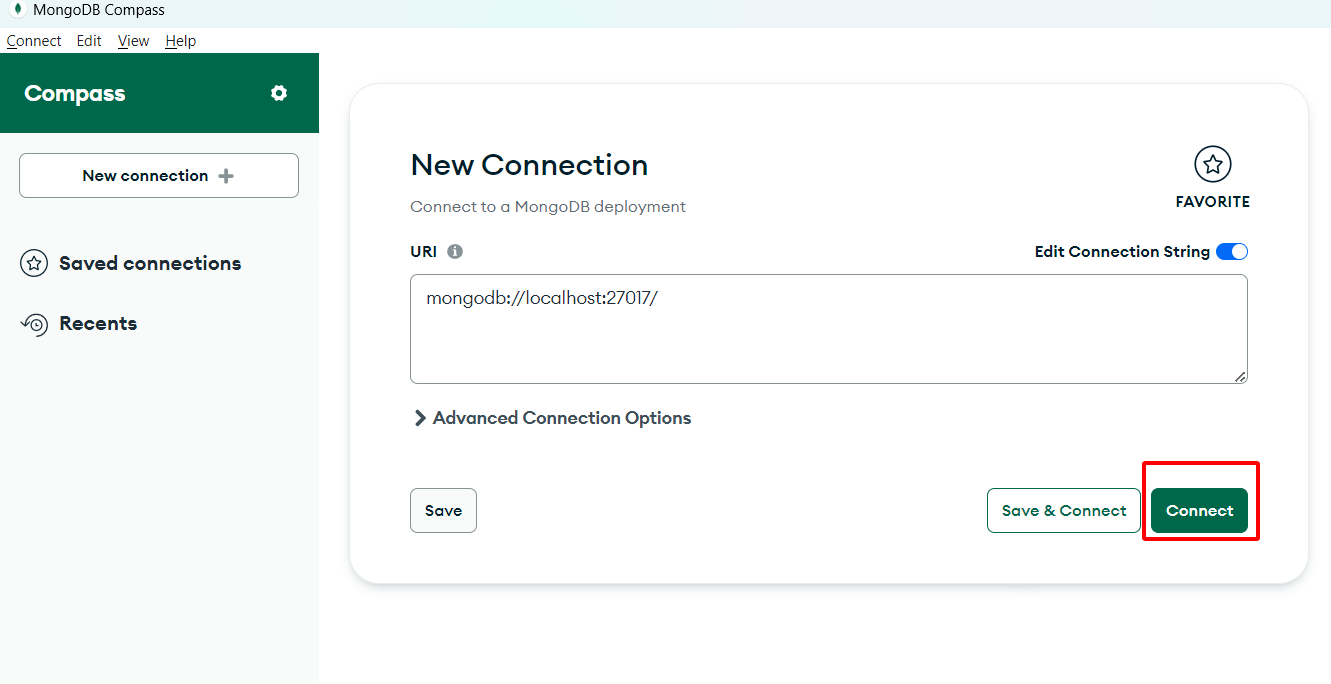 MongoDB Compass
Connect Edit View Help
Compass
New connection
Saved connections
Recents
New Connection
Connect to a MongoDB deployment
FAVORITE
URI
Edit Connection String
mongodb://localhost:27017/
Advanced Connection Options
Save
Save & Connect
Connect